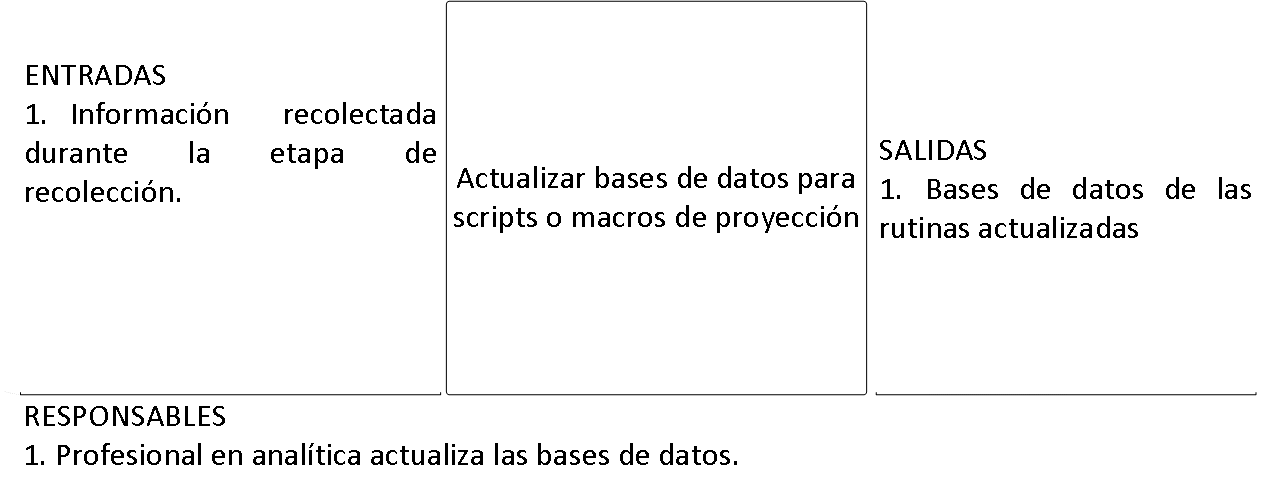 ENTRADAS
1. Información recolectada
durante la etapa de
recolección.
Actualizar bases de datos para
scripts o macros de proyección
SALIDAS
1. Bases de datos de las
rutinas actualizadas
RESPONSABLES
1. Profesional en analítica actualiza las bases de datos.